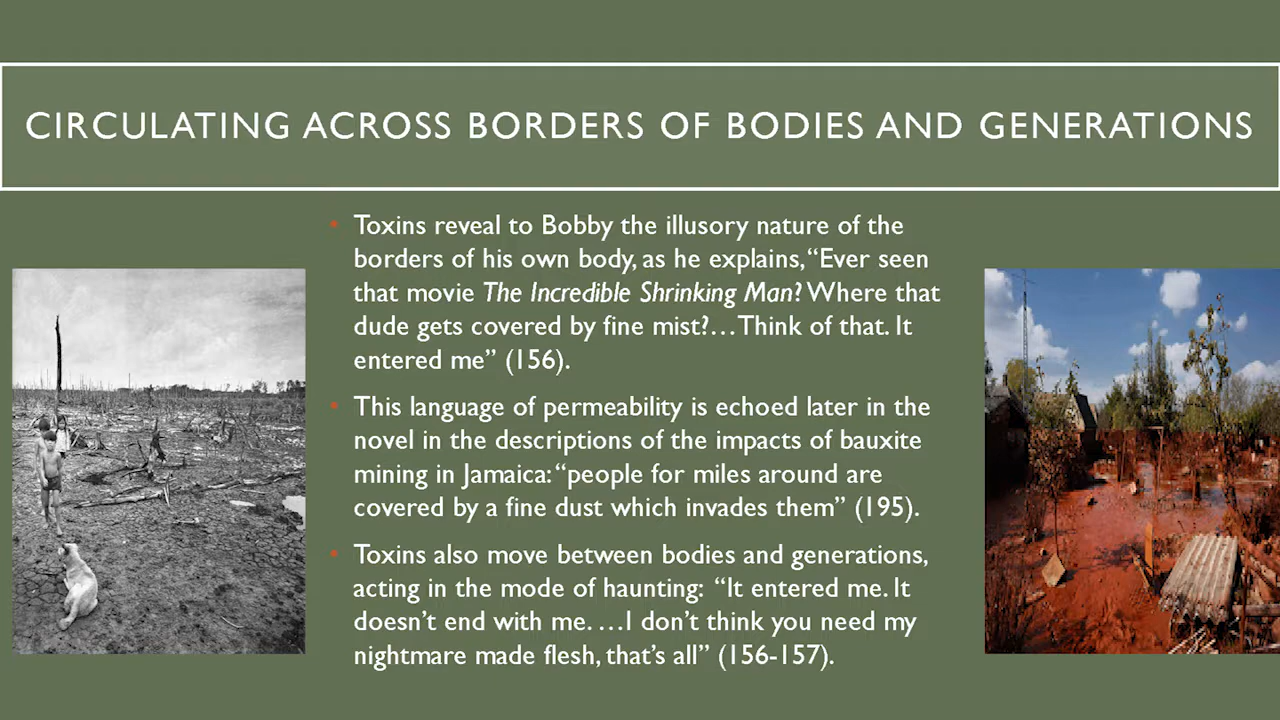 CIRCULATING ACROSS BORDERS OF BODIES AND GENERATIONS
• Toxins reveal to Bobby the illusory nature of the
borders of his own body, as he explains, “Ever seen
that movie The Incredible Shrinking Man? Where that
dude gets covered by fine mist?…Think of that. It
entered me” (156).
• This language of permeability is echoed later in the
novel in the descriptions of the impacts of bauxite
mining in Jamaica: “people for miles around are
covered by a fine dust which invades them” (195).
• Toxins also move between bodies and generations,
acting in the mode of haunting: “It entered me. It
doesn’t end with me. …I don’t think you need my
nightmare made flesh, that’s all” (156-157).